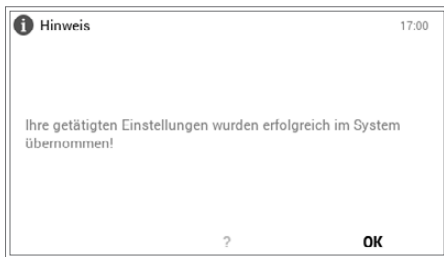 i Hinweis 17:00
Ihre getätigten Einstellungen wurden erfolgreich im System
übernommen!
? OK